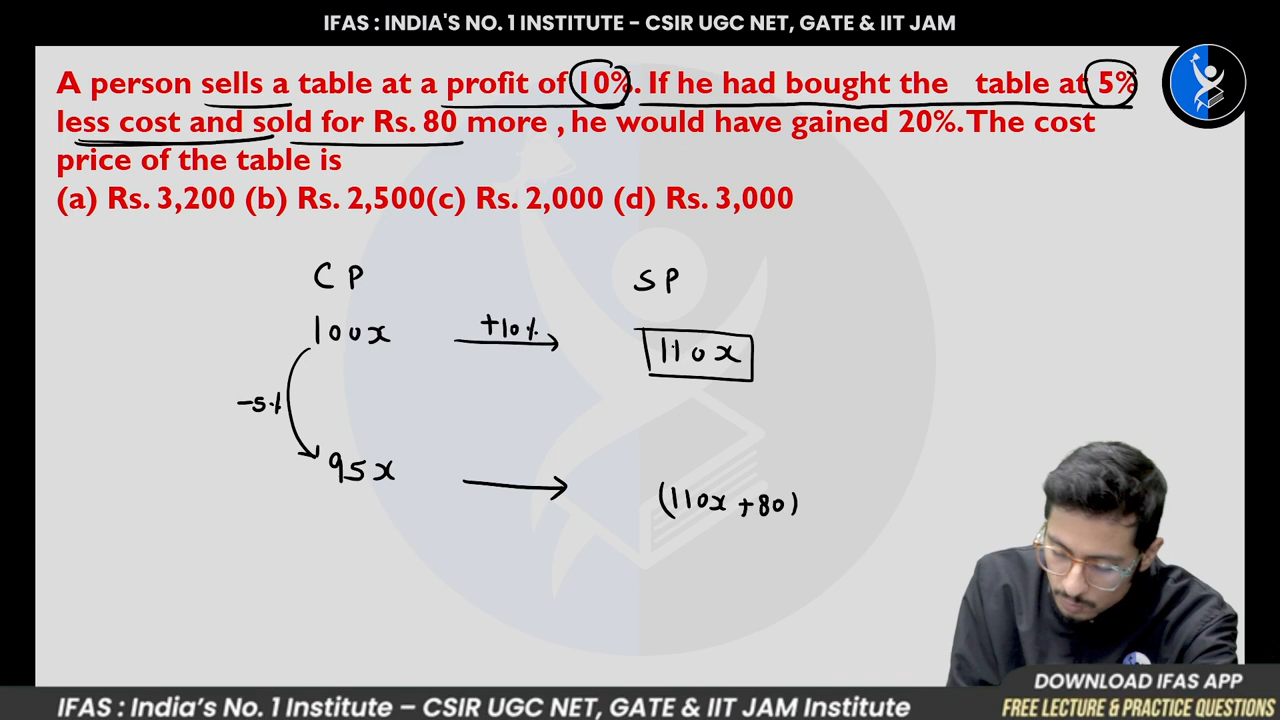 IFAS : INDIA'S NO. 1 INSTITUTE – CSIR UGC NET, GATE & IIT JAM
A person sells a table at a profit of 10%. If he had bought the table at 5%
less cost and sold for Rs. 80 more , he would have gained 20%. The cost
price of the table is
(a) Rs. 3,200 (b) Rs. 2,500(c) Rs. 2,000 (d) Rs. 3,000
CP SP
100x +10% 110x
-5%
95x (110x +80)
DOWNLOAD IFAS APP
IFAS : India's No. 1 Institute – CSIR UGC NET, GATE & IIT JAM Institute
FREE LECTURE & PRACTICE QUESTIONS